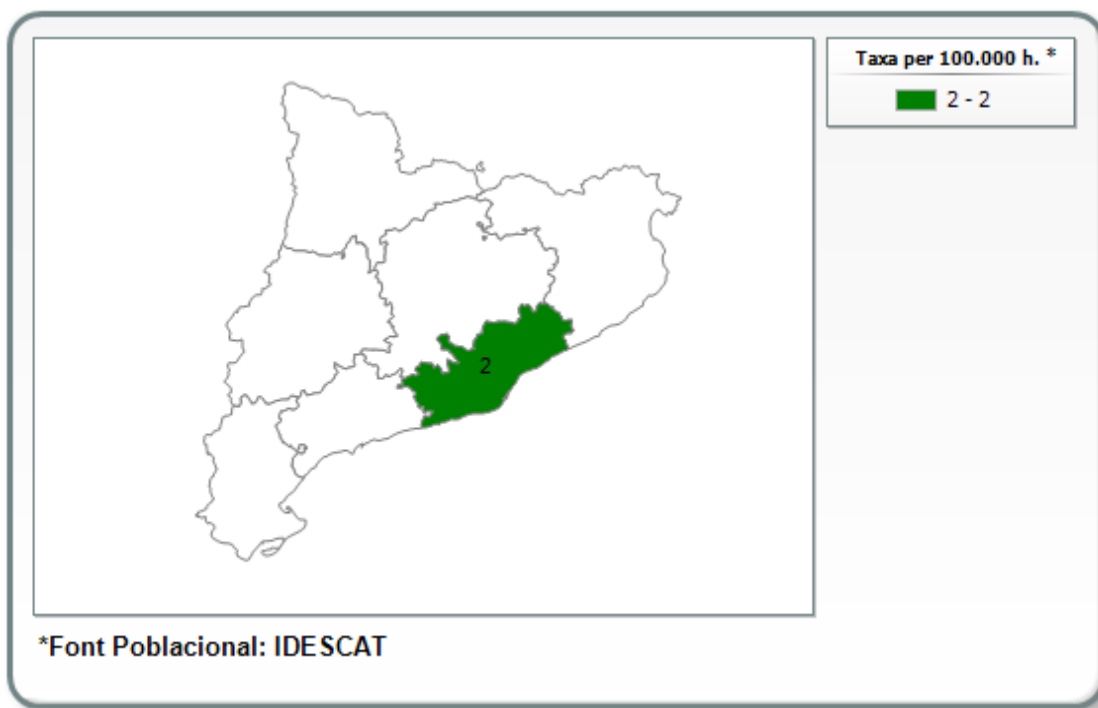 Taxa per 100.000 h. *
2 - 2
2
*Font Poblacional: IDESCAT